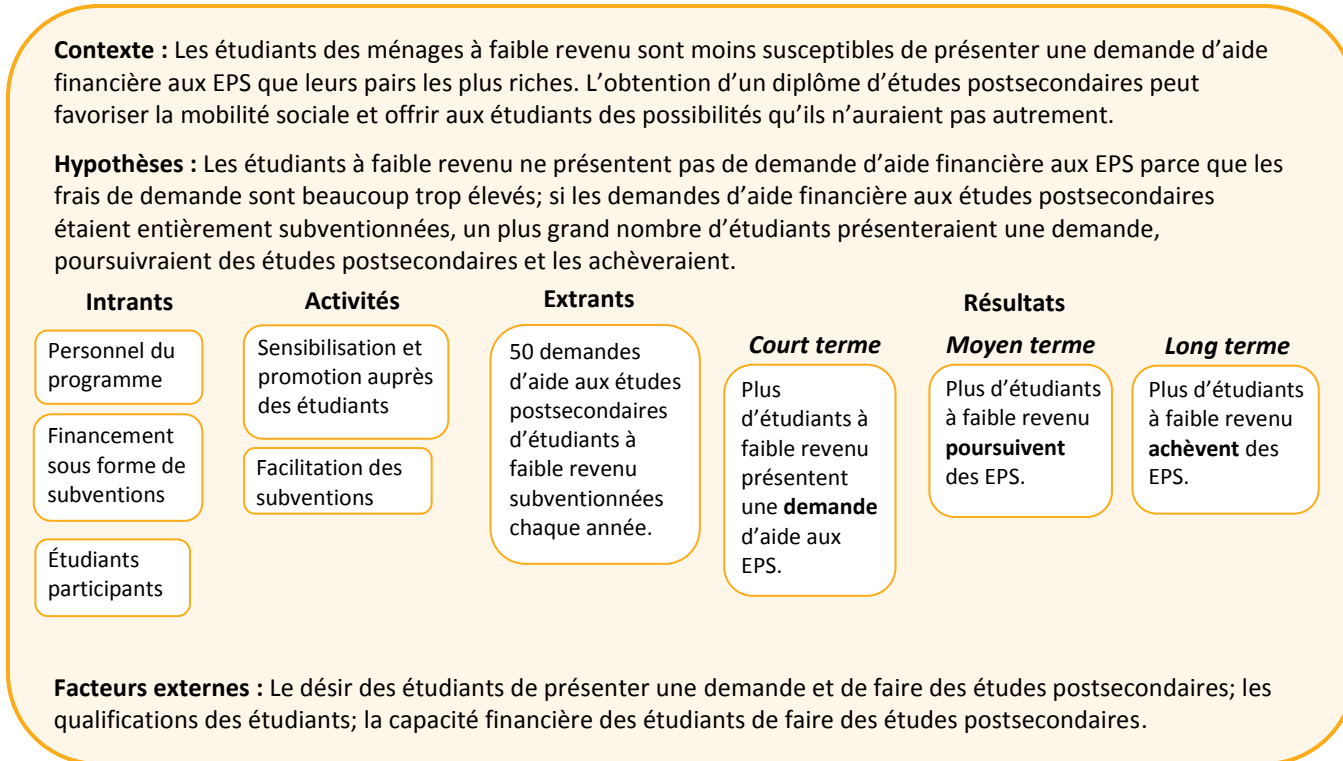 Contexte : Les étudiants des ménages à faible revenu sont moins susceptibles de présenter une demande d’aide
financière aux EPS que leurs pairs les plus riches. L’obtention d’un diplôme d’études postsecondaires peut
favoriser la mobilité sociale et offrir aux étudiants des possibilités qu’ils n’auraient pas autrement.
Hypothèses : Les étudiants à faible revenu ne présentent pas de demande d’aide financière aux EPS parce que les
frais de demande sont beaucoup trop élevés; si les demandes d’aide financière aux études postsecondaires
étaient entièrement subventionnées, un plus grand nombre d’étudiants présenteraient une demande,
poursuivraient des études postsecondaires et les achèveraient.
Intrants
Personnel du
programme
Financement
sous forme de
subventions
Étudiants
participants
Activités
Sensibilisation et
promotion auprès
des étudiants
Facilitation des
subventions
Extrants
50 demandes
d’aide aux études
postsecondaires
d’étudiants à
faible revenu
subventionnées
chaque année.
Résultats
Court terme
Plus
d’étudiants à
faible revenu
présentent
une demande
d’aide aux
EPS.
Moyen terme
Plus d’étudiants
à faible revenu
poursuivent
des EPS.
Long terme
Plus d’étudiants
à faible revenu
achèvent des
EPS.
Facteurs externes : Le désir des étudiants de présenter une demande et de faire des études postsecondaires; les
qualifications des étudiants; la capacité financière des étudiants de faire des études postsecondaires.